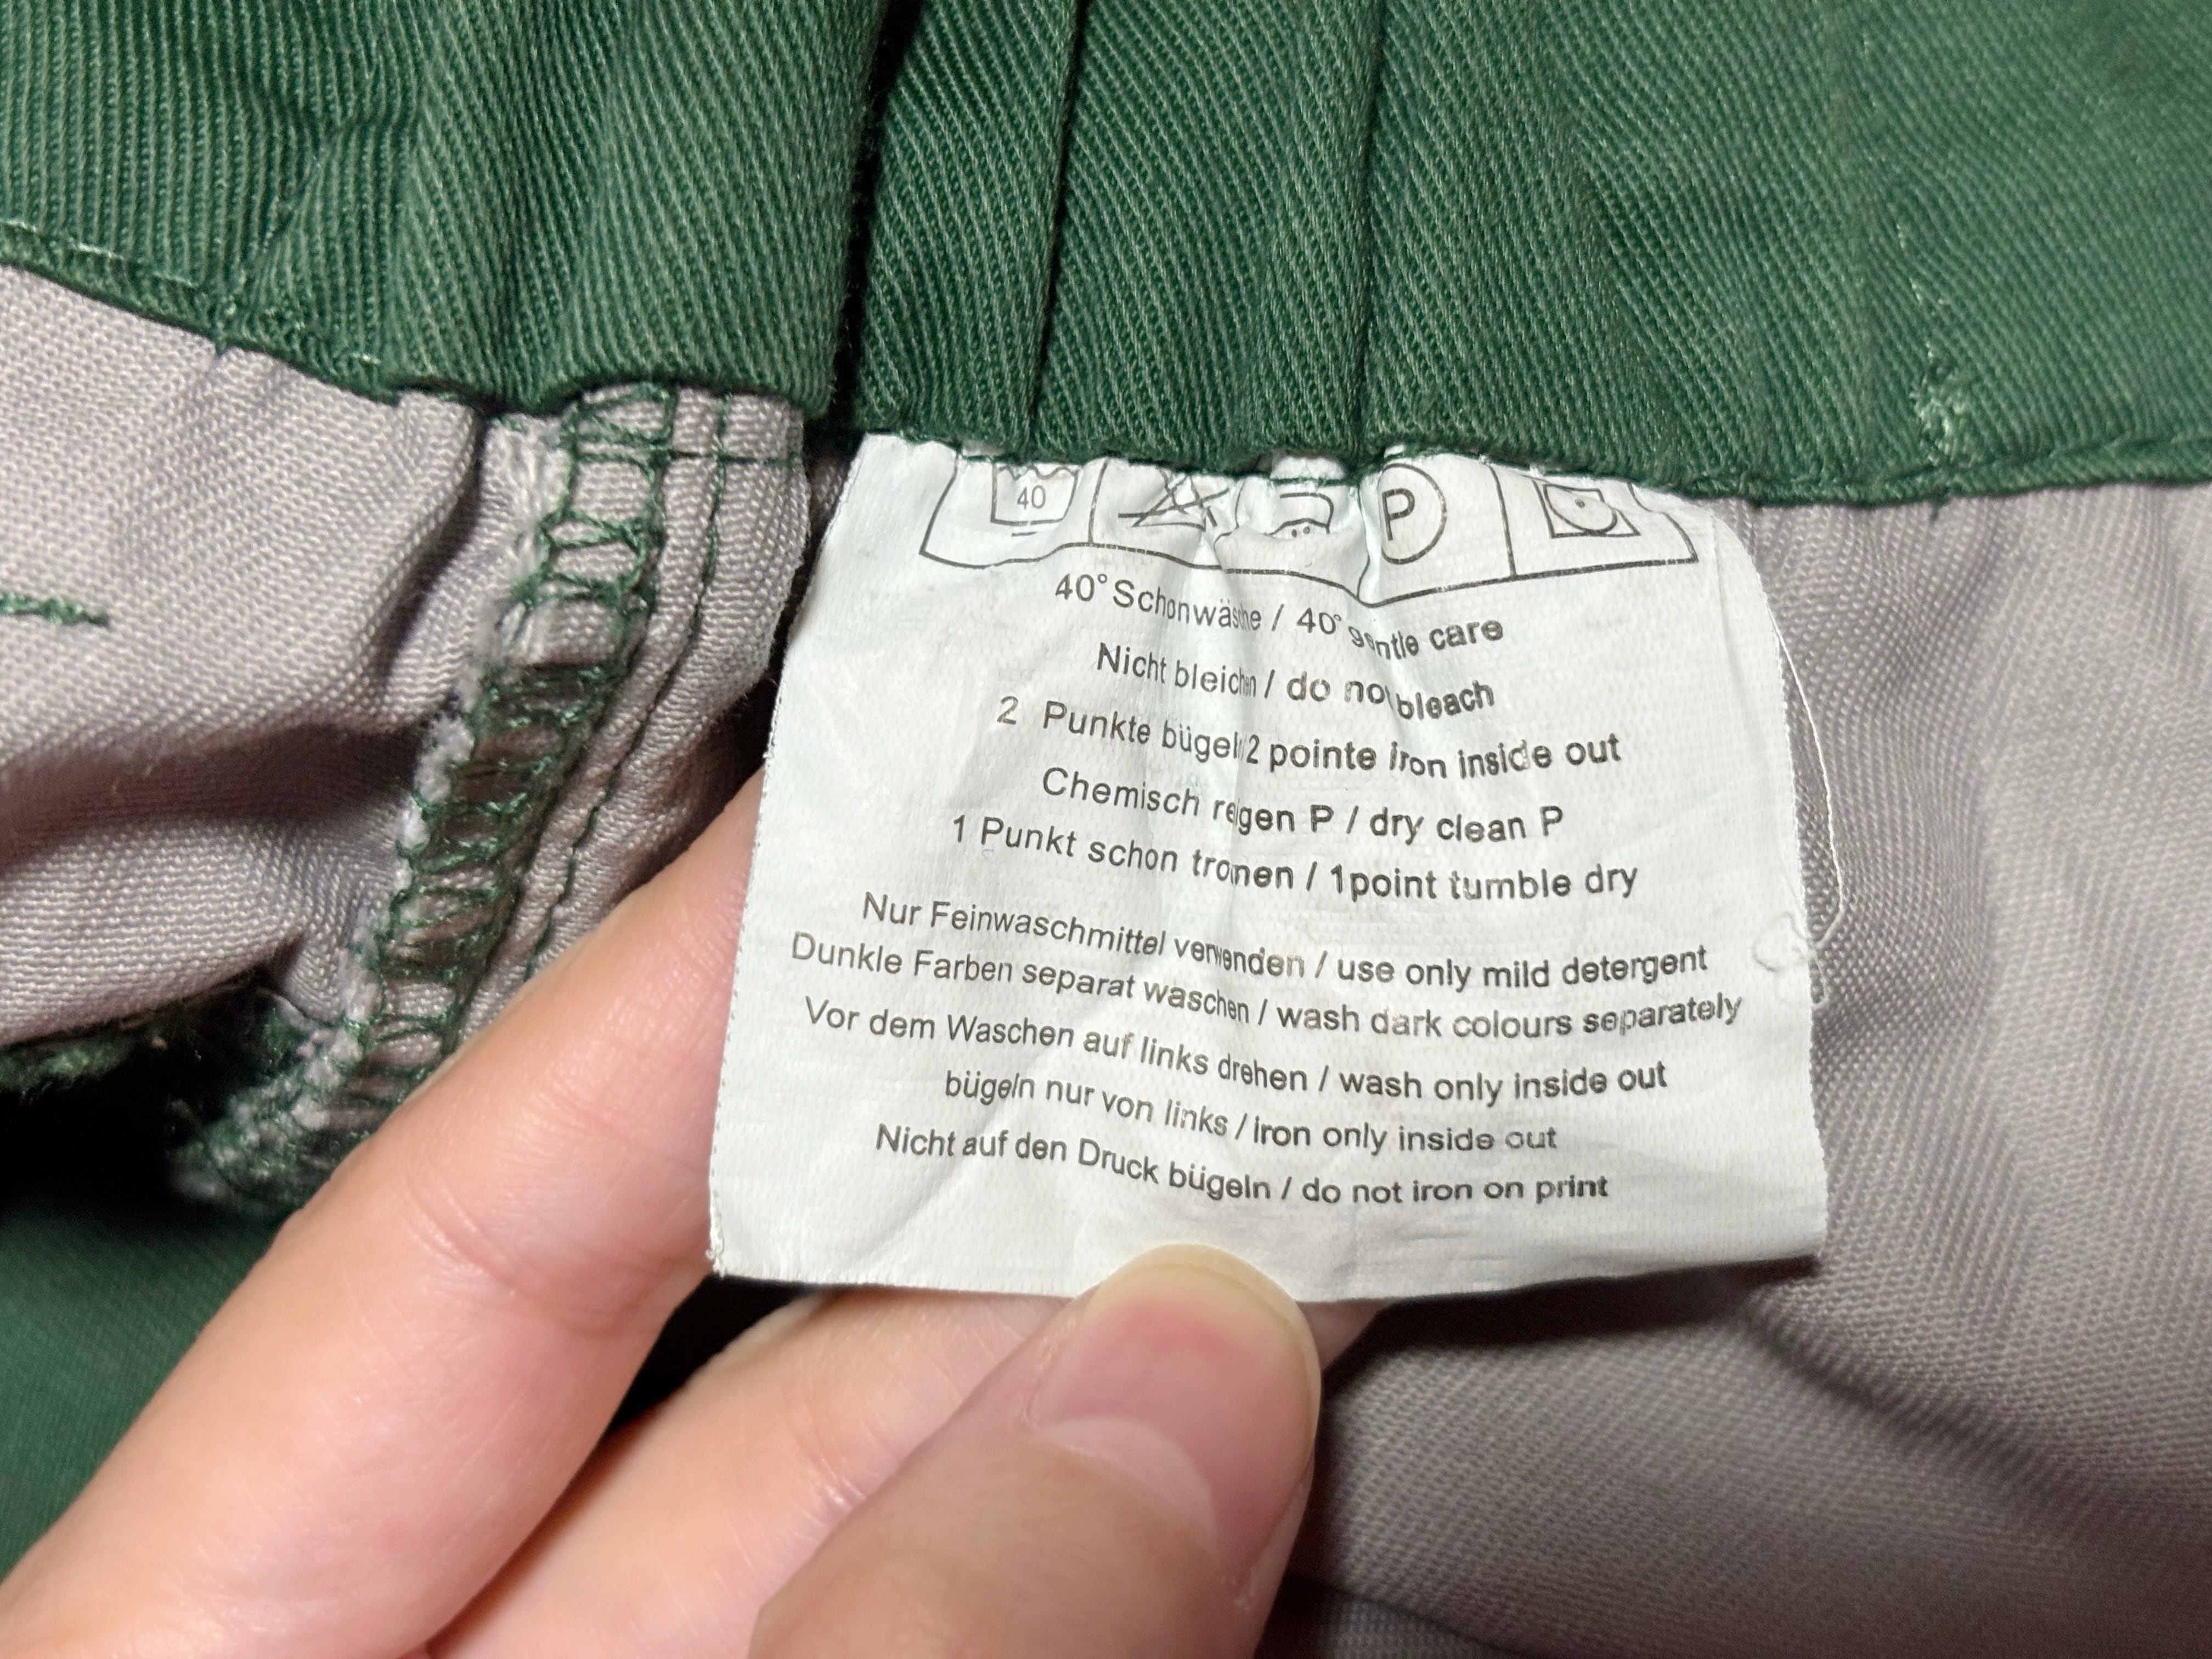 40 P
40° Schonwäsche / 40° gentle care
Nicht bleichen / do not bleach
2 Punkte bügel 2 pointe iron inside out
Chemisch P / dry clean P
1 Punkt schon / 1point tumble dry
Nur Feinwaschmittel verwenden / use only mild detergent
Dunkle Farben separat waschen / wash dark colours separately
Vor dem Waschen auf links drehen / wash only inside out
bügeln nur von links / iron only inside out
Nicht auf den Druck bügeln / do not iron on print